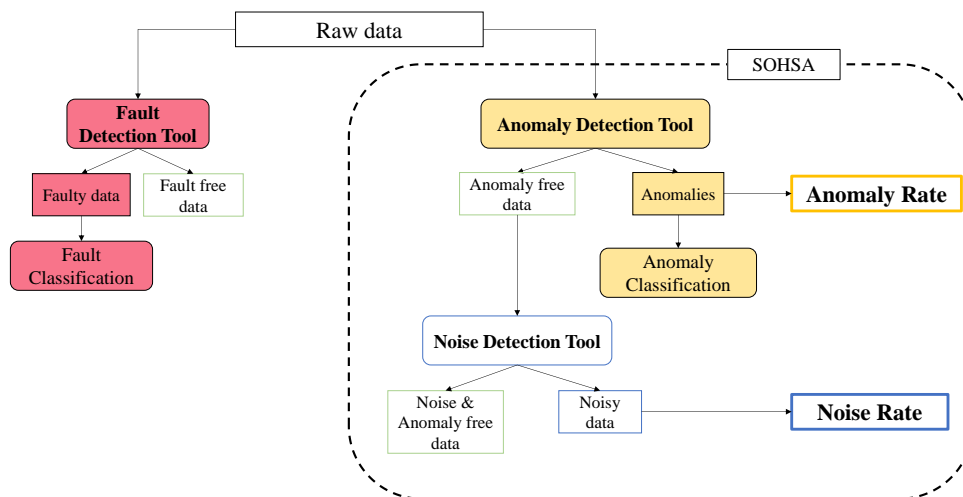 Raw data
SOHSA
Fault
Detection Tool
Anomaly Detection Tool
Faulty data
Fault free
data
Anomaly free
data
Anomalies
Anomaly Rate
Fault
Classification
Anomaly
Classification
Noise Detection Tool
Noise &
Anomaly free
data
Noisy
data
Noise Rate